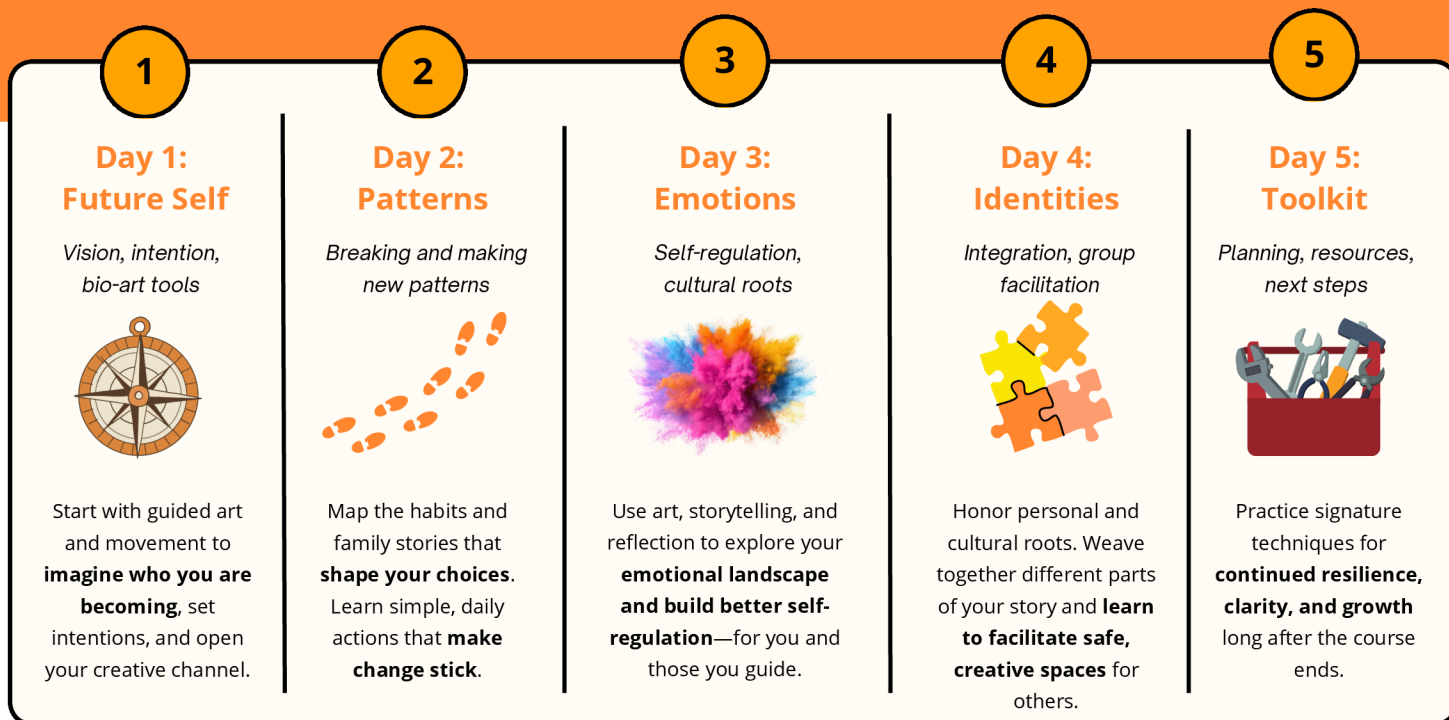 1
Day 1:
Future Self
Vision, intention,
bio-art tools
Start with guided art
and movement to
imagine who you are
becoming, set
intentions, and open
your creative channel.
2
Day 2:
Patterns
Breaking and making
new patterns
Map the habits and
family stories that
shape your choices.
Learn simple, daily
actions that make
change stick.
3
Day 3:
Emotions
Self-regulation,
cultural roots
Use art, storytelling, and
reflection to explore your
emotional landscape
and build better self-
regulation—for you and
those you guide.
4
Day 4:
Identities
Integration, group
facilitation
Honor personal and
cultural roots. Weave
together different parts
of your story and learn
to facilitate safe,
creative spaces for
others.
5
Day 5:
Toolkit
Planning, resources,
next steps
Practice signature
techniques for
continued resilience,
clarity, and growth
long after the course
ends.